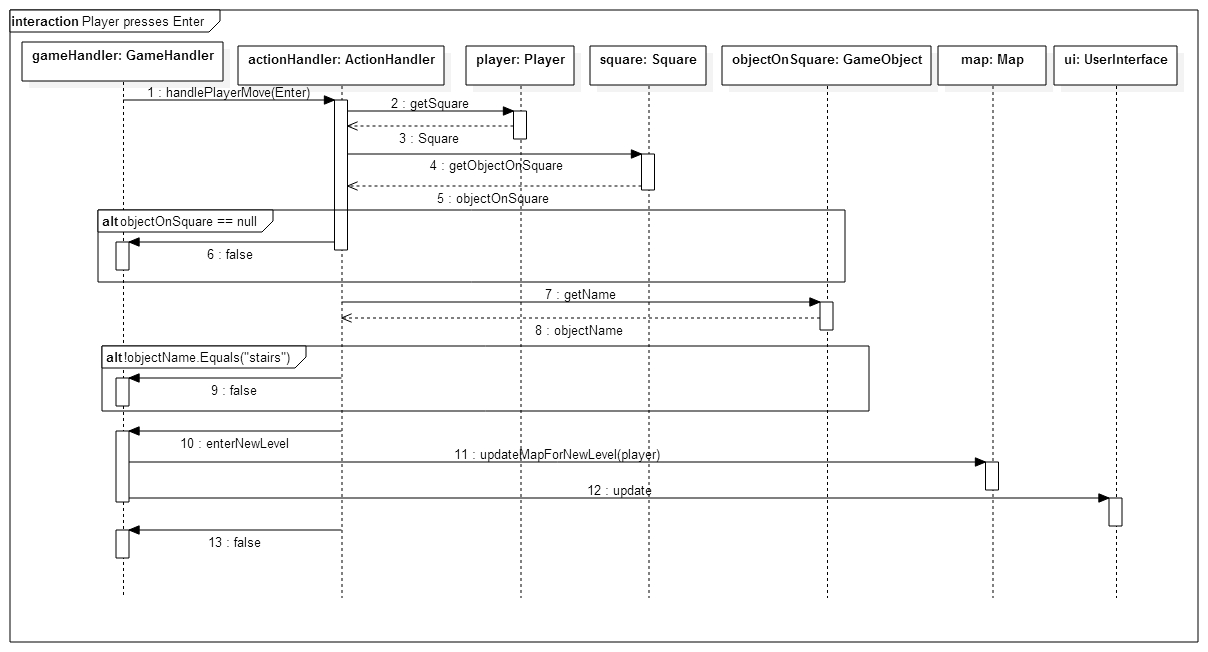 interaction Player presses Enter
gameHandler: GameHandler
actionHandler: ActionHandler
player: Player
square: Square
objectOnSquare: GameObject
map: Map
ui: UserInterface
1 : handlePlayerMove(Enter)
2 : getSquare
3 : Square
4 : getObjectOnSquare
5 : objectOnSquare
alt objectOnSquare == null
6 : false
7 : getName
8 : objectName
alt !objectName.Equals("stairs")
9 : false
10 : enterNewLevel
11 : updateMapForNewLevel(player)
12 : update
13 : false